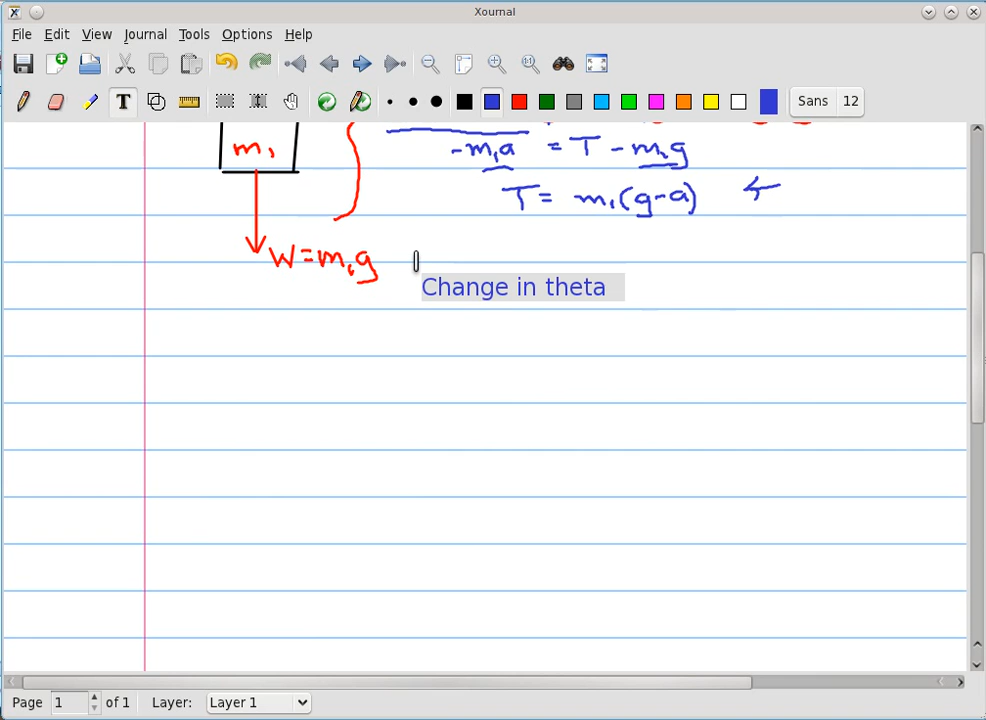 Xournal
File Edit View Journal Tools Options Help
T Sans 12
m₁
-m₁a = T - m₁g
T = m₁(g-a) ←
W = m₁g
Change in theta
Page 1 of 1 Layer: Layer 1